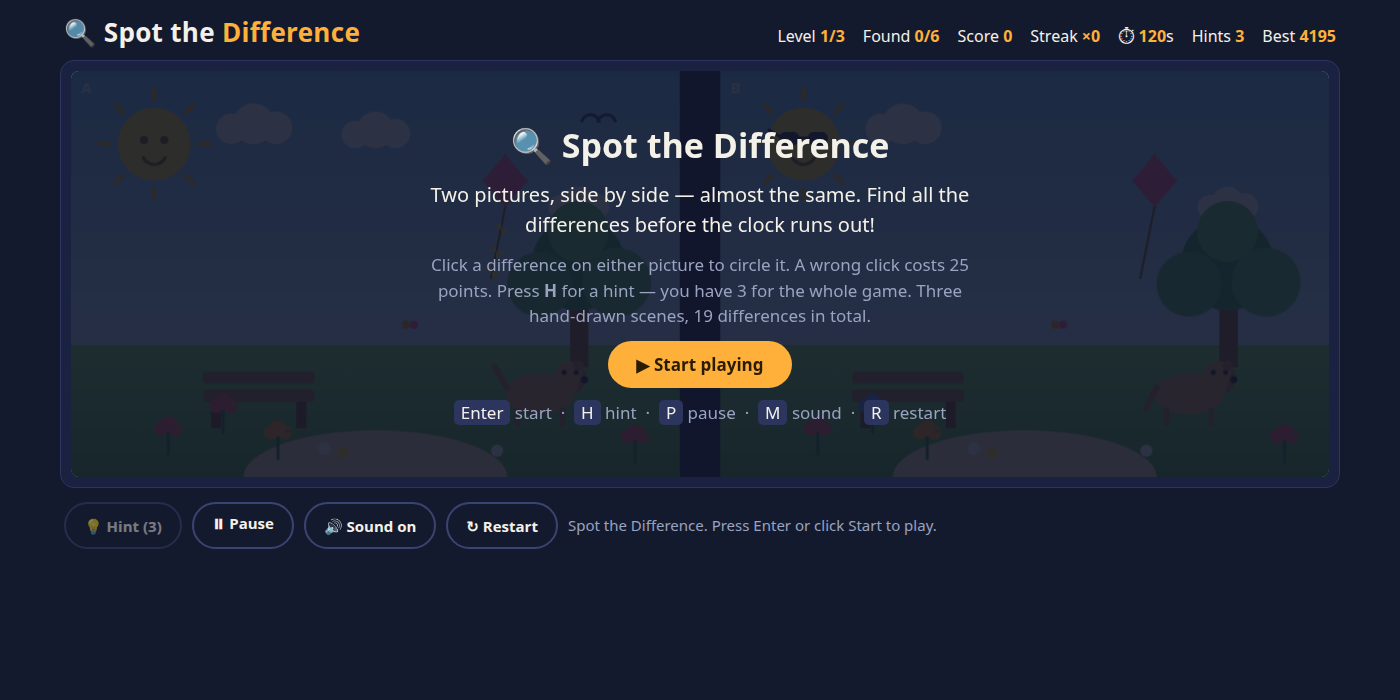 🔍 Spot the Difference
Level 1/3 Found 0/6 Score 0 Streak ×0 ⏱ 120s Hints 3 Best 4195
A
B
🔍 Spot the Difference
Two pictures, side by side — almost the same. Find all the
differences before the clock runs out!
Click a difference on either picture to circle it. A wrong click costs 25
points. Press H for a hint — you have 3 for the whole game. Three
hand-drawn scenes, 19 differences in total.
▶ Start playing
Enter start · H hint · P pause · M sound · R restart
💡 Hint (3)
⏸ Pause
🔊 Sound on
↻ Restart
Spot the Difference. Press Enter or click Start to play.